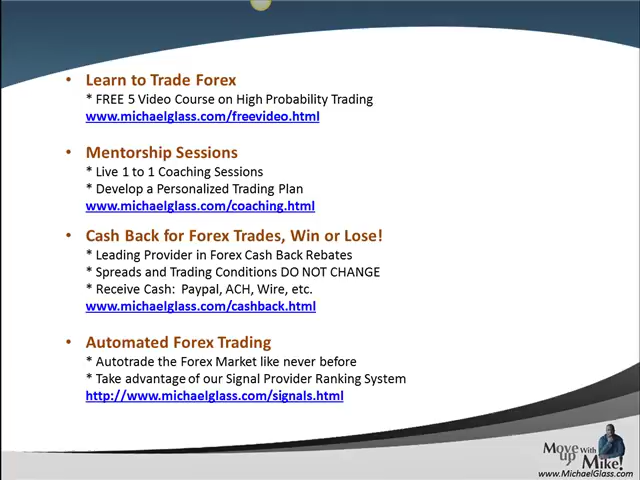 • Learn to Trade Forex
* FREE 5 Video Course on High Probability Trading
www.michaelglass.com/freevideo.html
• Mentorship Sessions
* Live 1 to 1 Coaching Sessions
* Develop a Personalized Trading Plan
www.michaelglass.com/coaching.html
• Cash Back for Forex Trades, Win or Lose!
* Leading Provider in Forex Cash Back Rebates
* Spreads and Trading Conditions DO NOT CHANGE
* Receive Cash: Paypal, ACH, Wire, etc.
www.michaelglass.com/cashback.html
• Automated Forex Trading
* Autotrade the Forex Market like never before
* Take advantage of our Signal Provider Ranking System
http://www.michaelglass.com/signals.html
Move up With Mike!
www.MichaelGlass.com